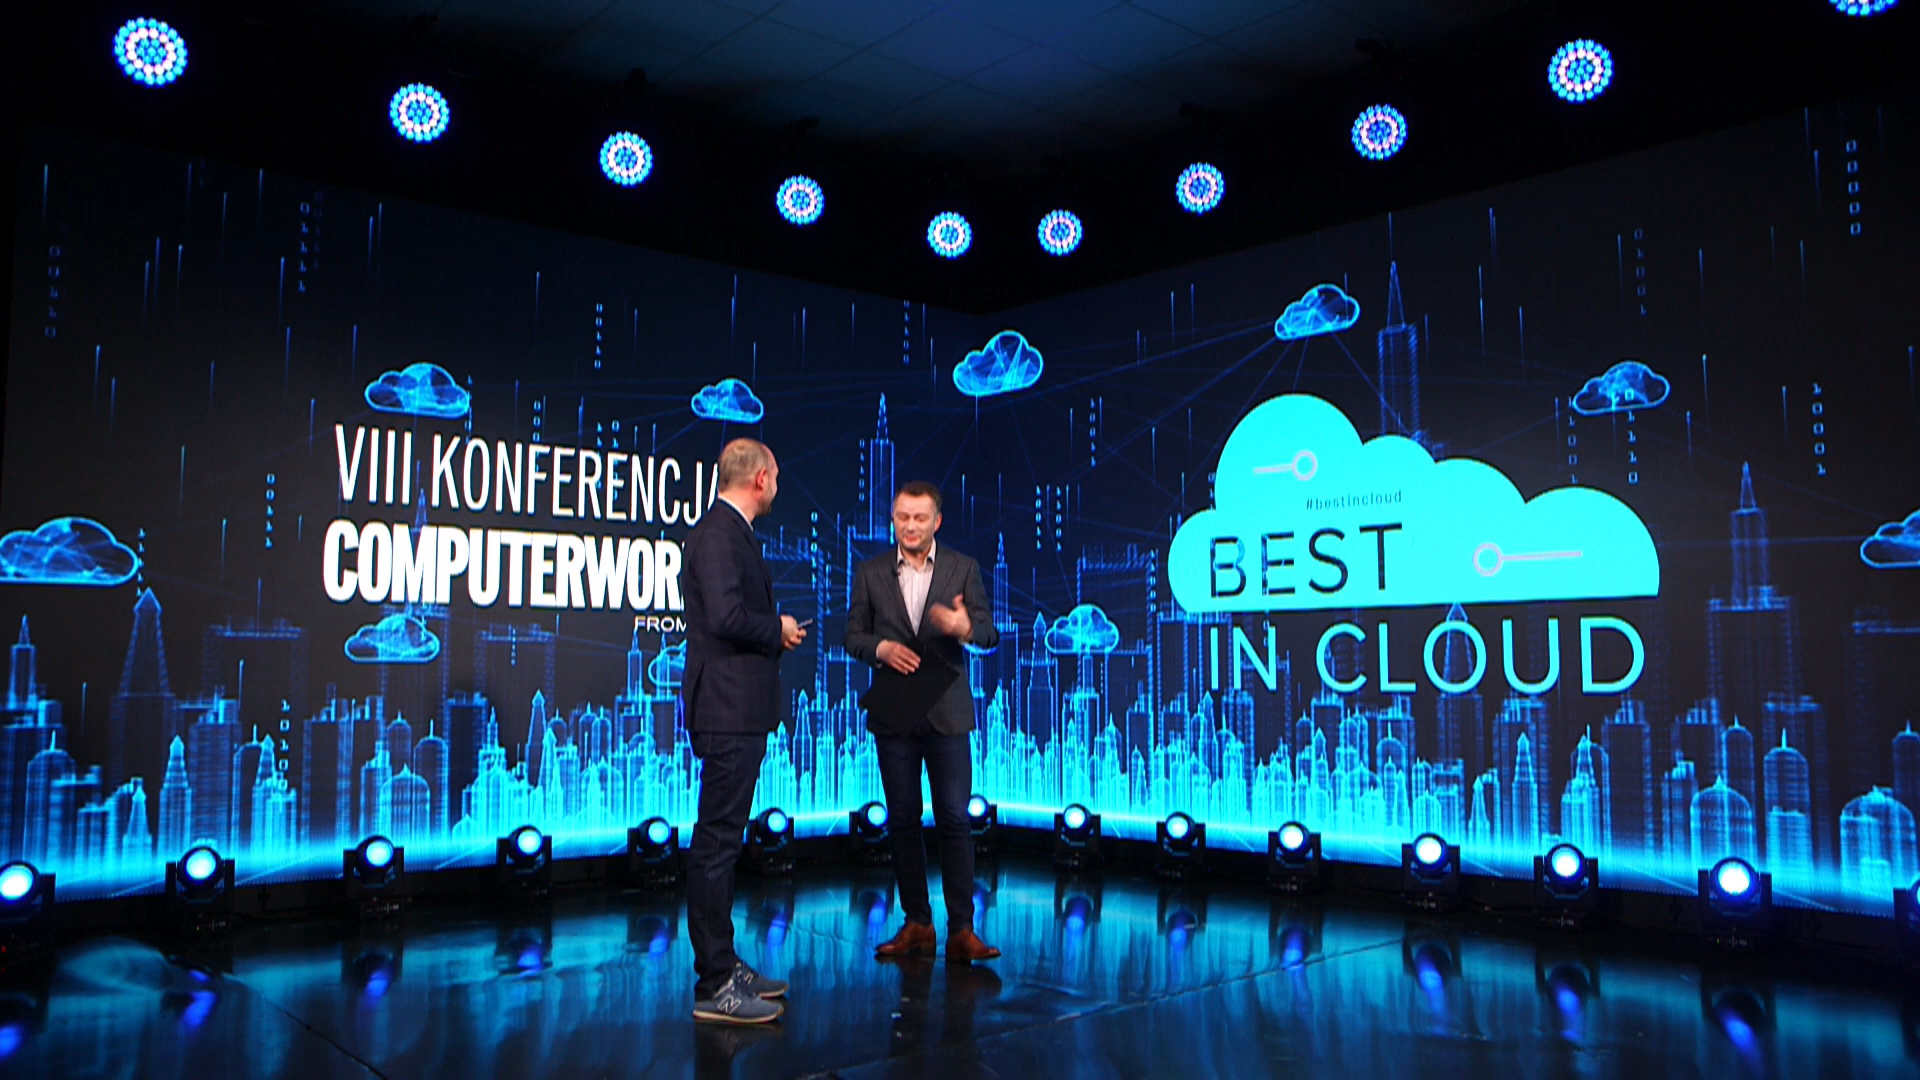 VIII KONFERENCJA
COMPUTERWOR
FROM
#bestincloud
BEST
IN CLOUD
N